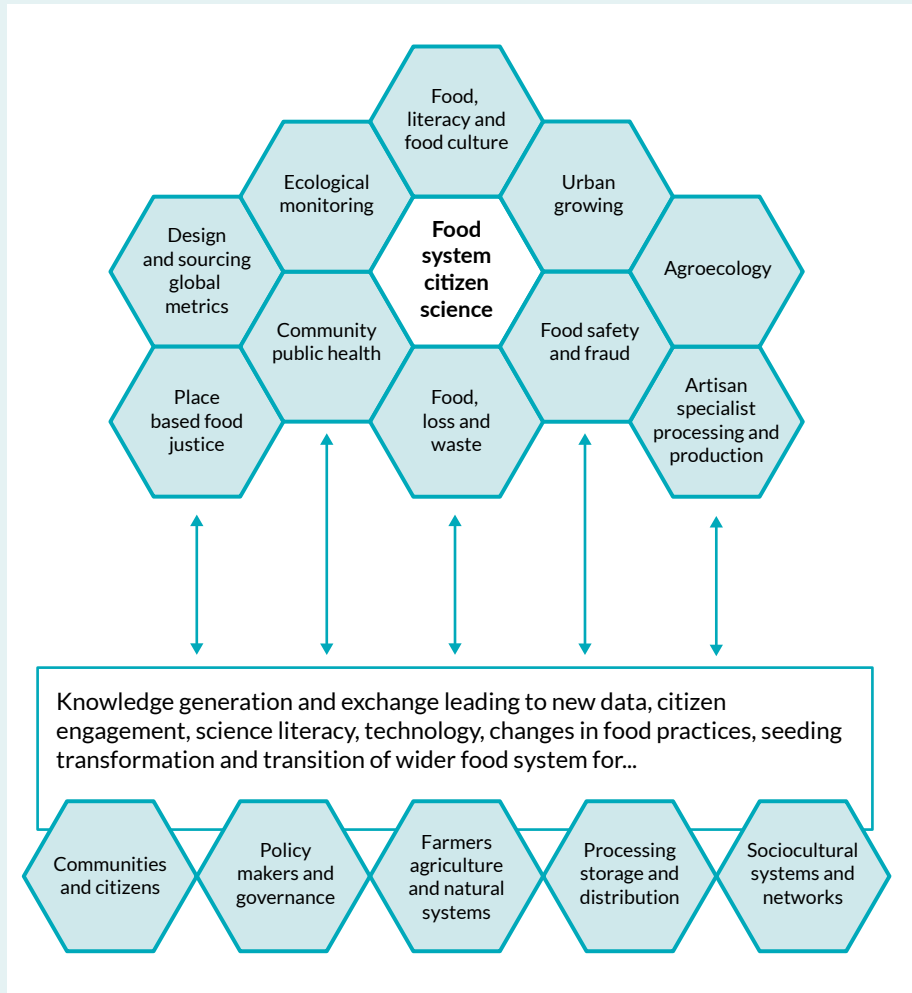 Food,
literacy and
food culture
Ecological
monitoring
Urban
growing
Design
and sourcing
global
metrics
Food
system
citizen
science
Agroecology
Community
public health
Food safety
and fraud
Place
based food
justice
Food,
loss and
waste
Artisan
specialist
processing and
production
Knowledge generation and exchange leading to new data, citizen
engagement, science literacy, technology, changes in food practices, seeding
transformation and transition of wider food system for...
Communities
and citizens
Policy
makers and
governance
Farmers
agriculture
and natural
systems
Processing
storage and
distribution
Sociocultural
systems and
networks